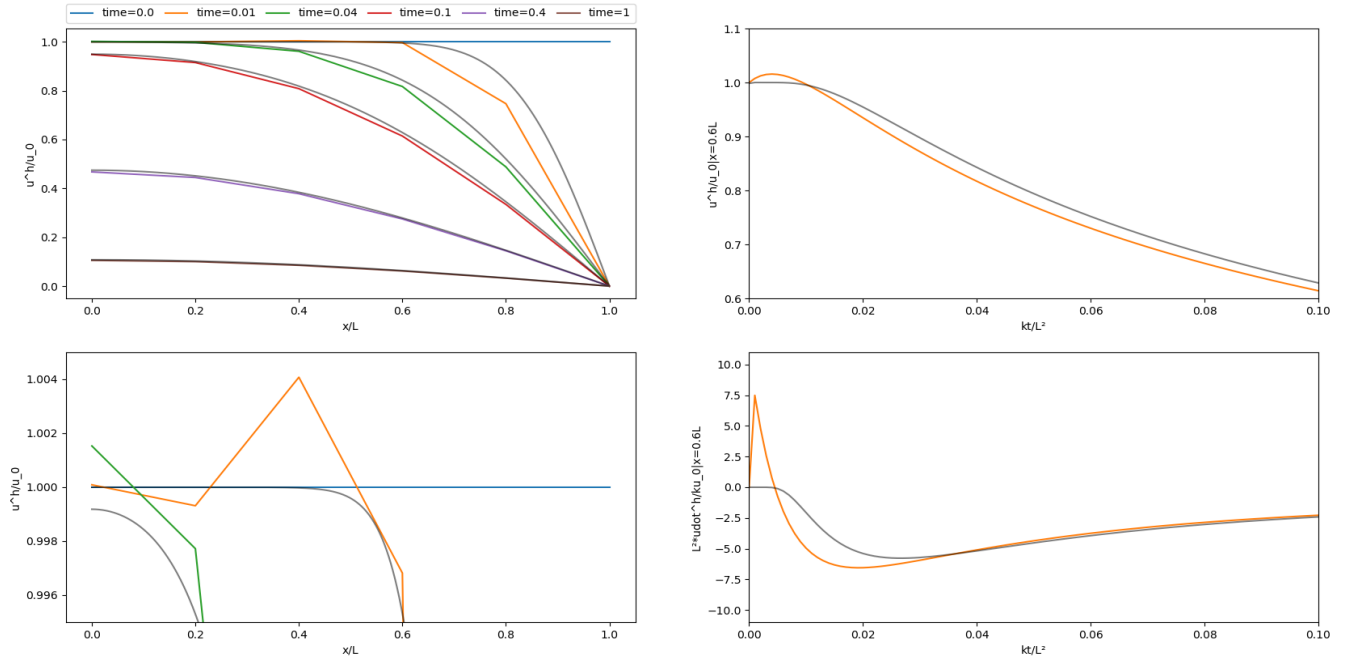 time=0.0 time=0.01 time=0.04 time=0.1 time=0.4 time=1
1.0
0.8
0.6
0.4
0.2
0.0
u^h/u_0
0.0 0.2 0.4 0.6 0.8 1.0
x/L
1.1
1.0
0.9
0.8
0.7
0.6
u^h/u_0|x=0.6L
0.00 0.02 0.04 0.06 0.08 0.10
kt/L²
1.004
1.002
1.000
0.998
0.996
u^h/u_0
0.0 0.2 0.4 0.6 0.8 1.0
x/L
10.0
7.5
5.0
2.5
0.0
−2.5
−5.0
−7.5
−10.0
L²*udot^h/ku_0|x=0.6L
0.00 0.02 0.04 0.06 0.08 0.10
kt/L²